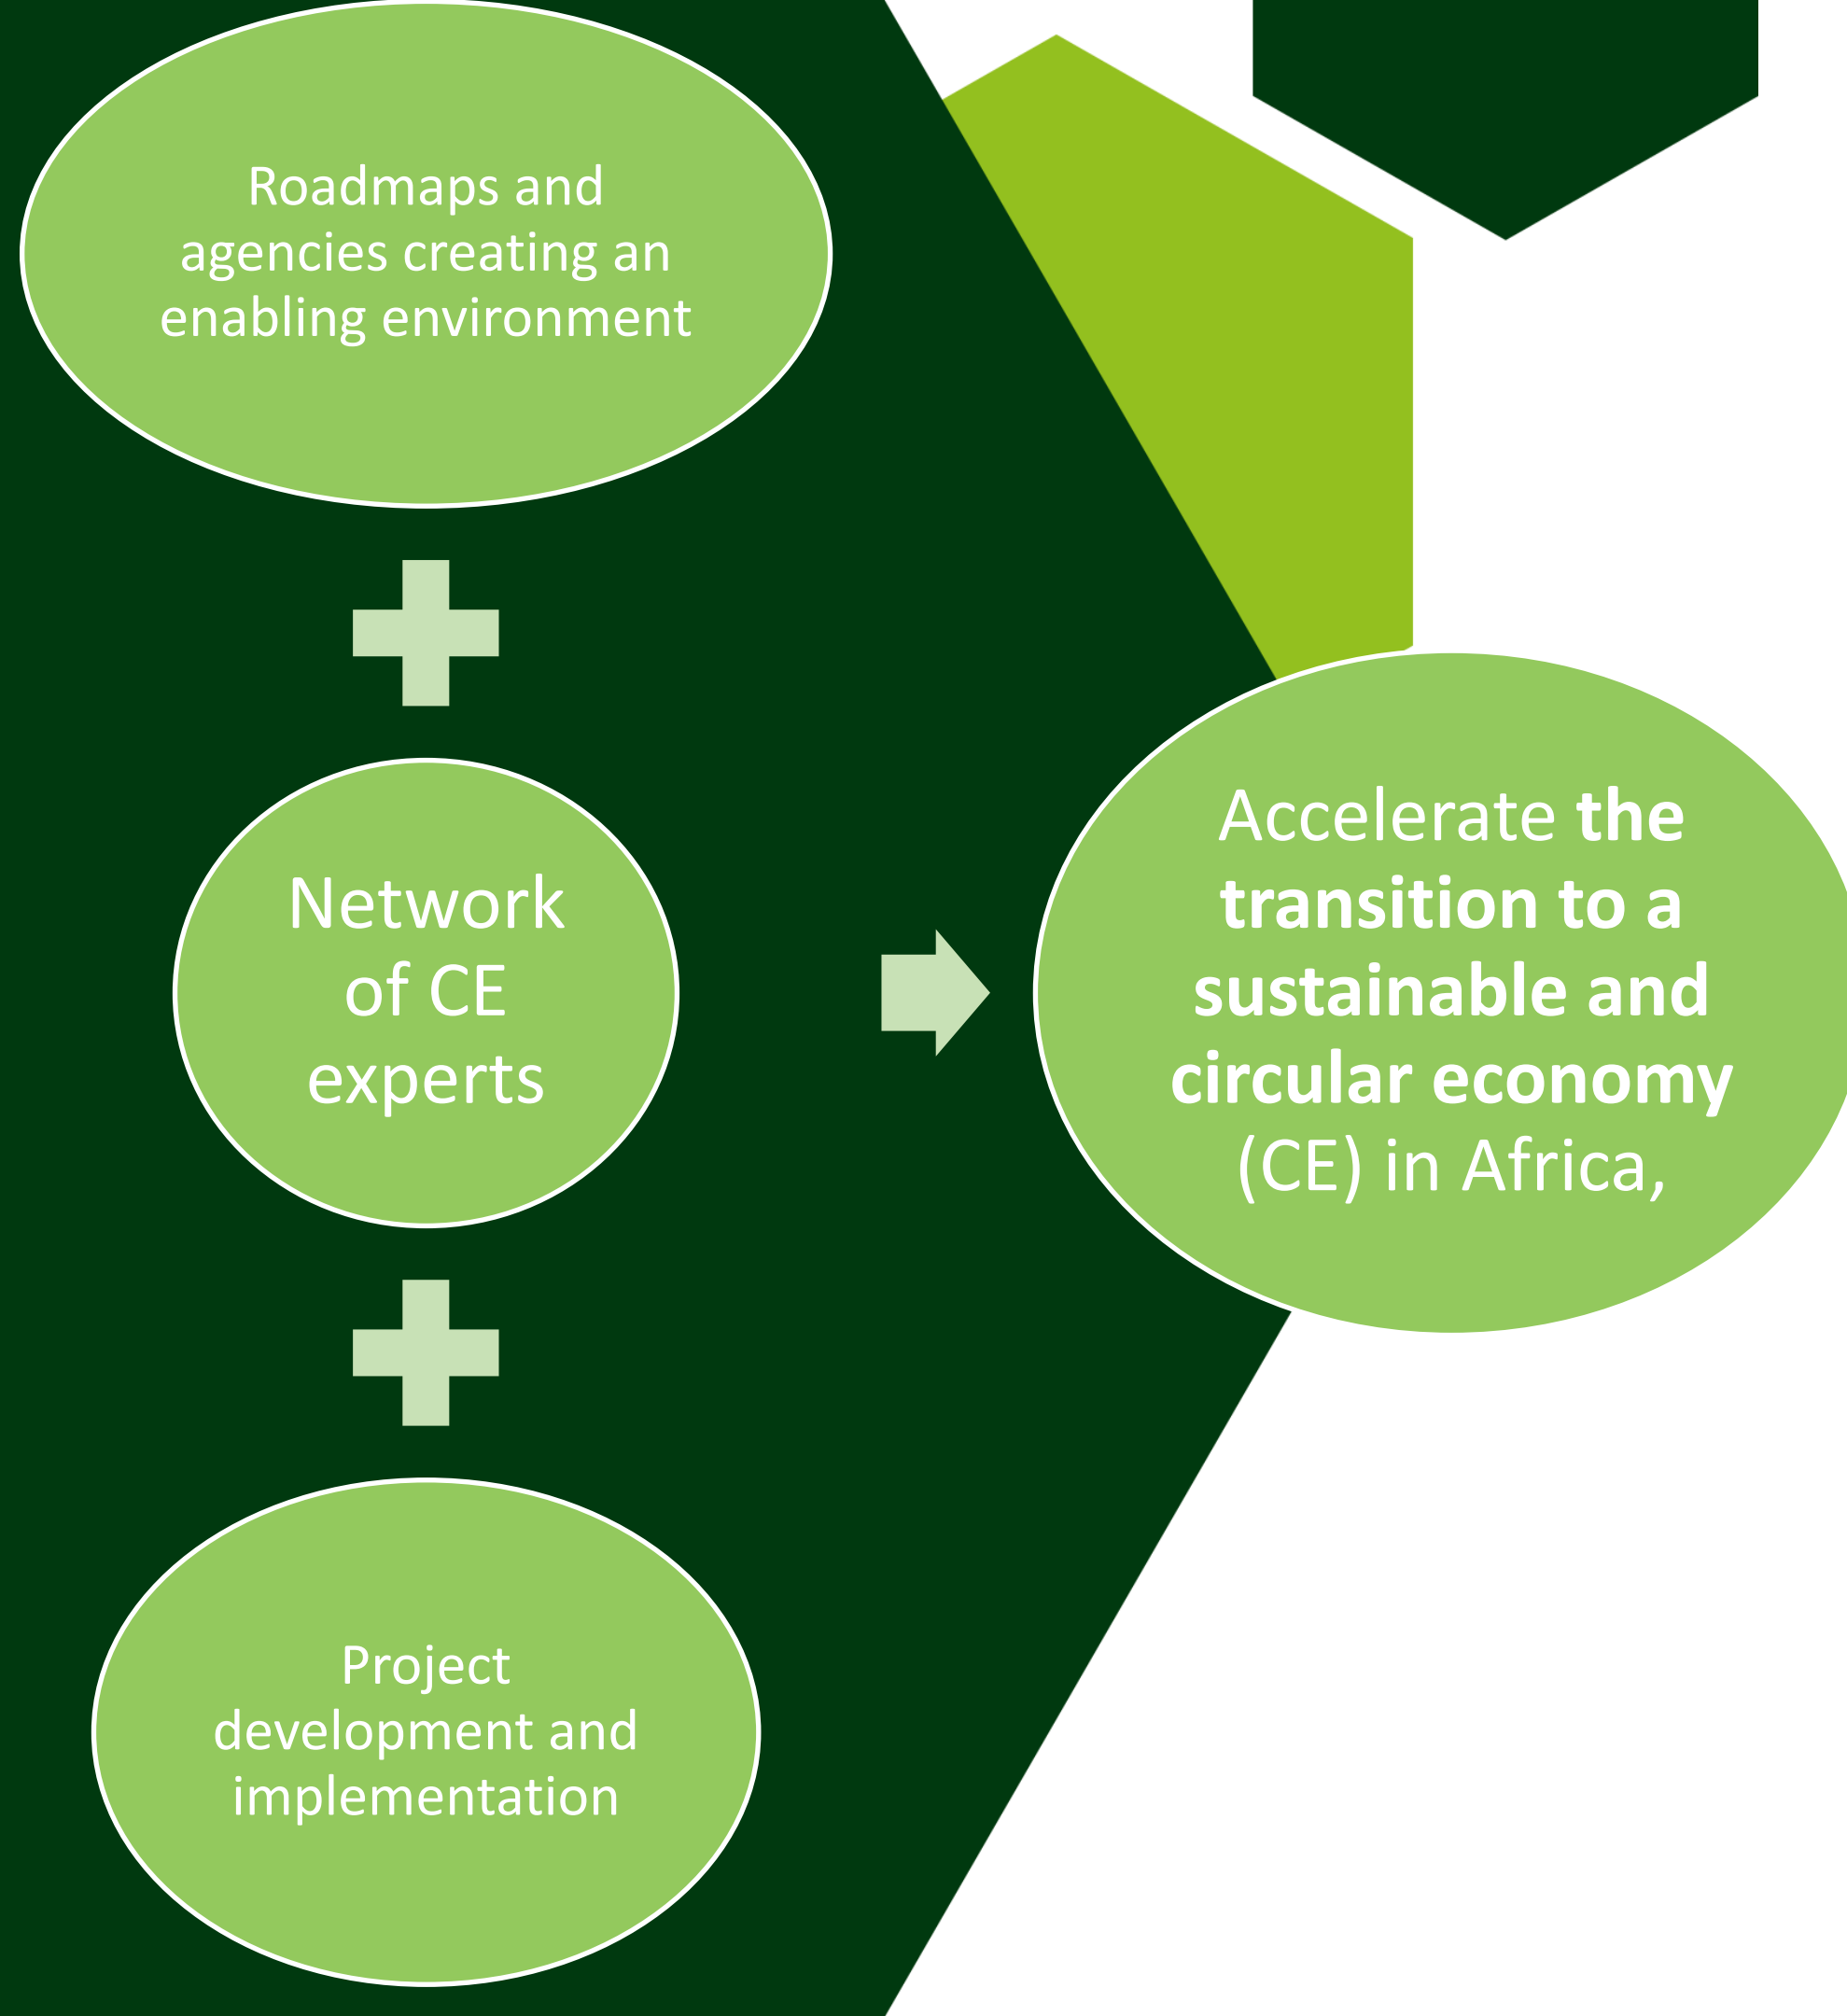 Roadmaps and
agencies creating an
enabling environment
Network
of CE
experts
Project
development and
implementation
Accelerate the
transition to a
sustainable and
circular economy
(CE) in Africa,